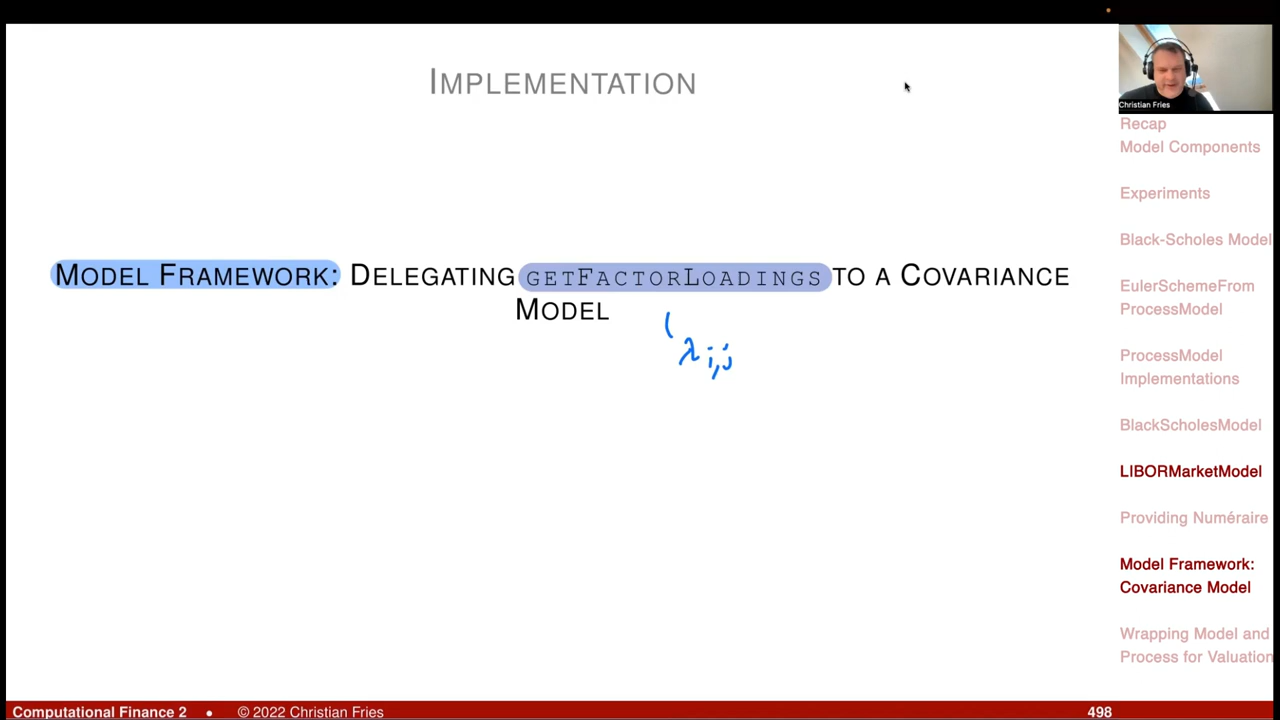 IMPLEMENTATION
MODEL FRAMEWORK: DELEGATING GETFACTORLOADINGS TO A COVARIANCE
MODEL
λ i,j
Christian Fries
Recap
Model Components
Experiments
Black-Scholes Model
EulerSchemeFrom
ProcessModel
ProcessModel
Implementations
BlackScholesModel
LIBORMarketModel
Providing Numéraire
Model Framework:
Covariance Model
Wrapping Model and
Process for Valuation
Computational Finance 2 • © 2022 Christian Fries 498